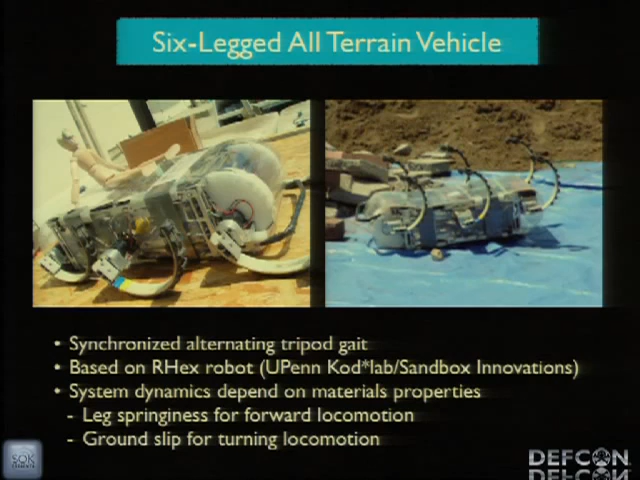 Six-Legged All Terrain Vehicle
• Synchronized alternating tripod gait
• Based on RHex robot (UPenn Kod*lab/Sandbox Innovations)
• System dynamics depend on materials properties
- Leg springiness for forward locomotion
- Ground slip for turning locomotion
SOK
DEFCON